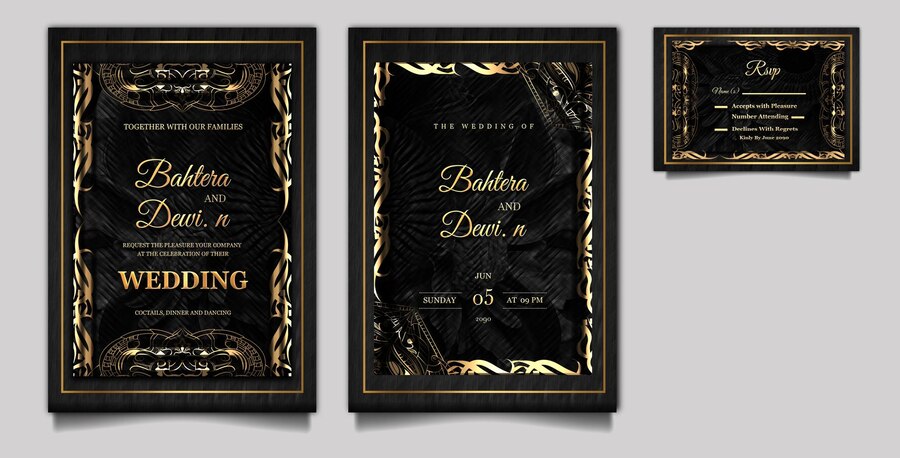 TOGETHER WITH OUR FAMILIES
Bahtera
AND
Dewi. n
REQUEST THE PLEASURE YOUR COMPANY
AT THE CELEBRATION OF THEIR
WEDDING
COCTAILS, DINNER AND DANCING
THE WEDDING OF
Bahtera
AND
Dewi. n
JUN
SUNDAY 05 AT 09 PM
2090
Rsvp
Name(s)
Accepts with Pleasure
Number Attending
Declines With Regrets
Kinly By June 2090